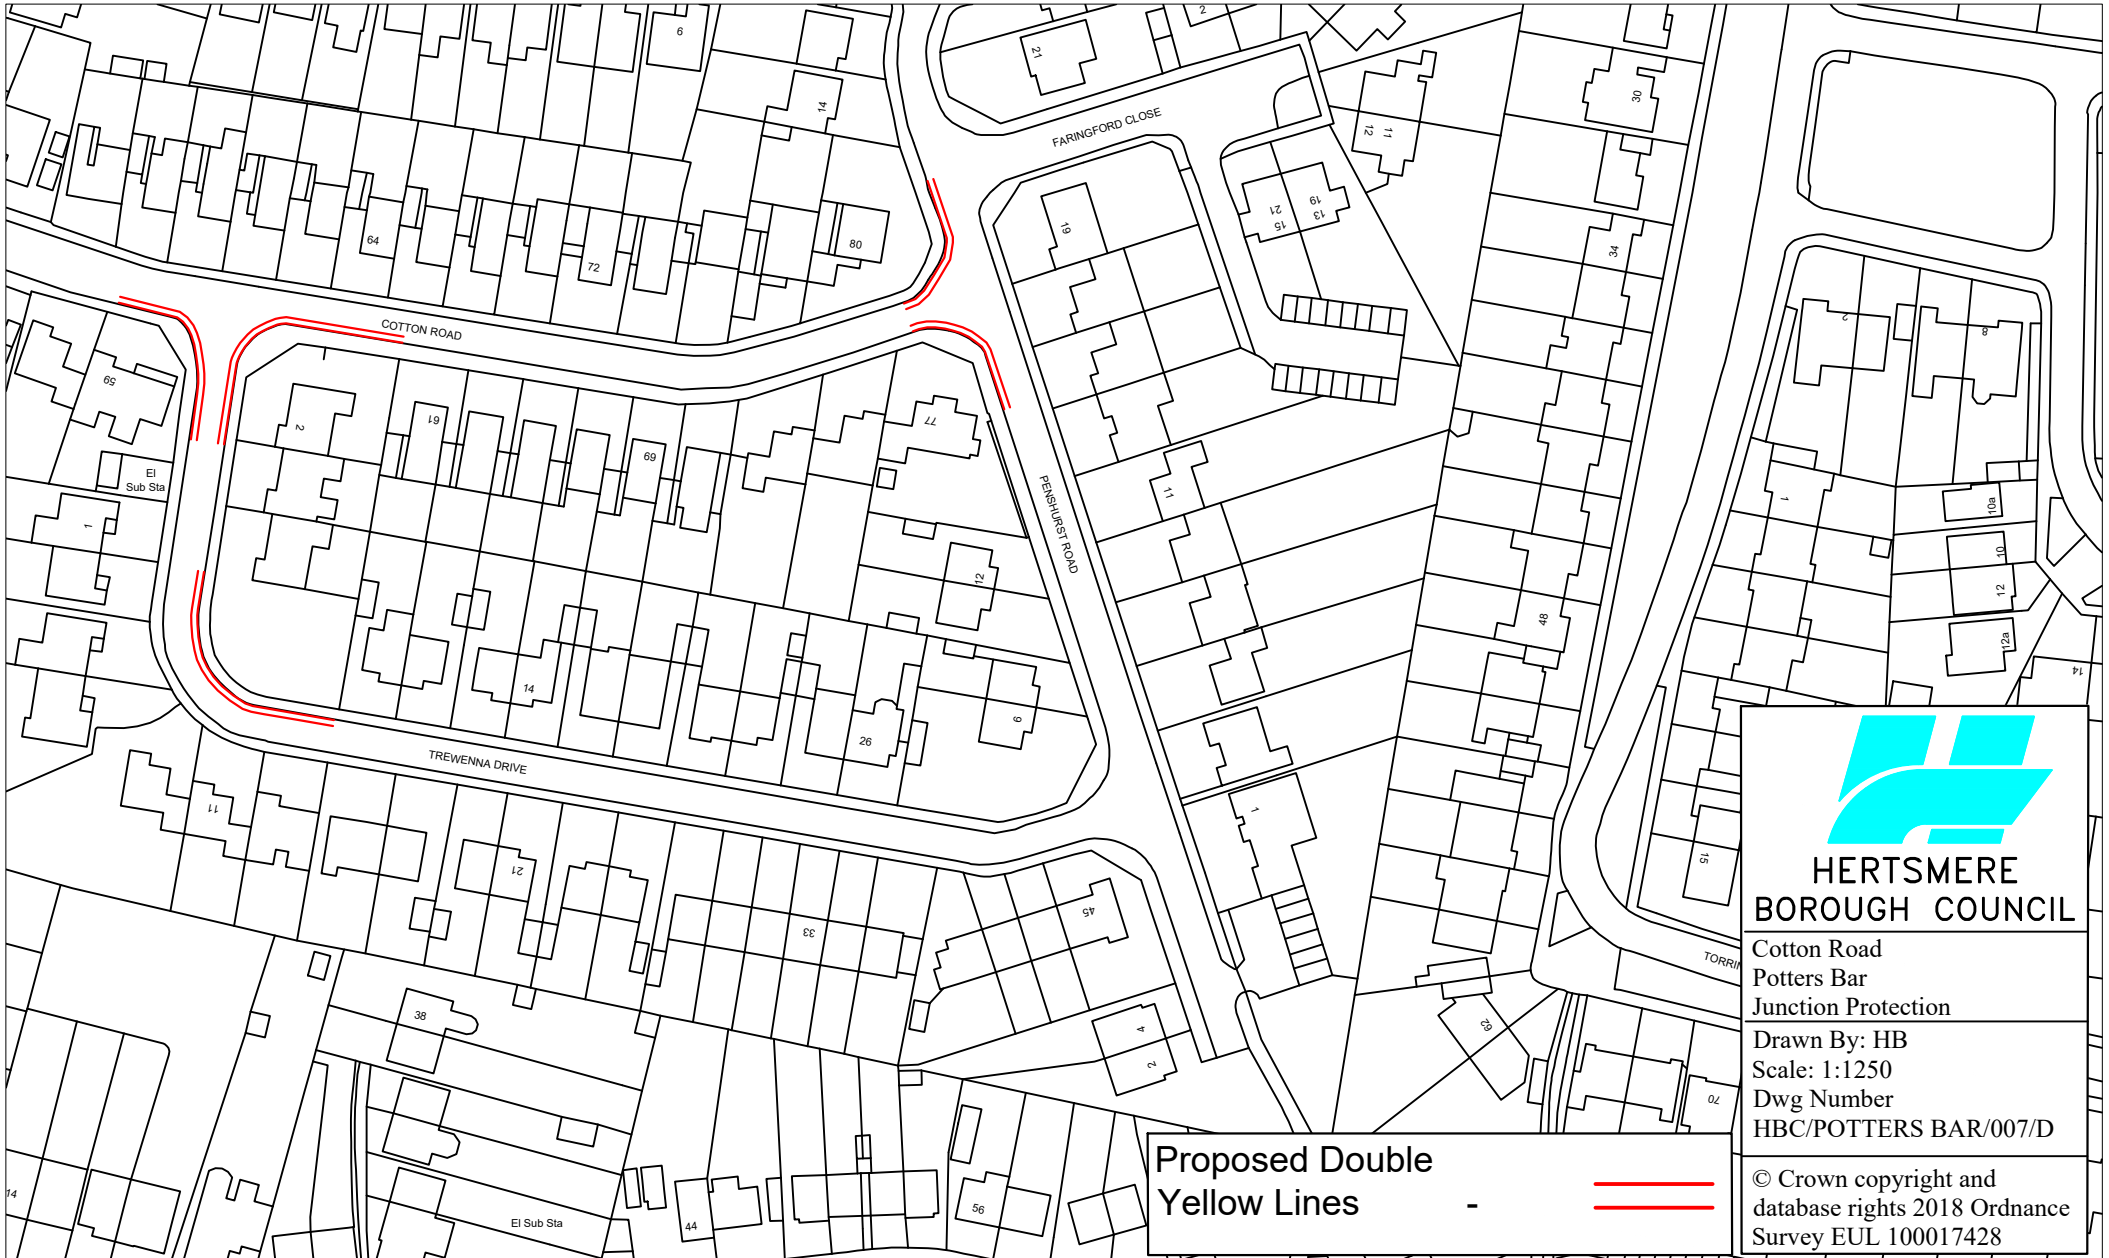 6
2
21
14
30
FARINGFORD CLOSE
12
11
19
21
19
15
13
64
80
34
72
COTTON ROAD
2
8
59
2
61
77
69
El
Sub Sta
11
1
10a
1
PENSHURST ROAD
10
12
12
48
12a
14
14
9
26
TREWENNA DRIVE
11
1
21
15
45
33
TORRIN
38
62
4
2
70
14
56
44
El Sub Sta
HERTSMERE
BOROUGH COUNCIL
Cotton Road
Potters Bar
Junction Protection
Drawn By: HB
Scale: 1:1250
Dwg Number
HBC/POTTERS BAR/007/D
© Crown copyright and
database rights 2018 Ordnance
Survey EUL 100017428
Proposed Double
Yellow Lines -